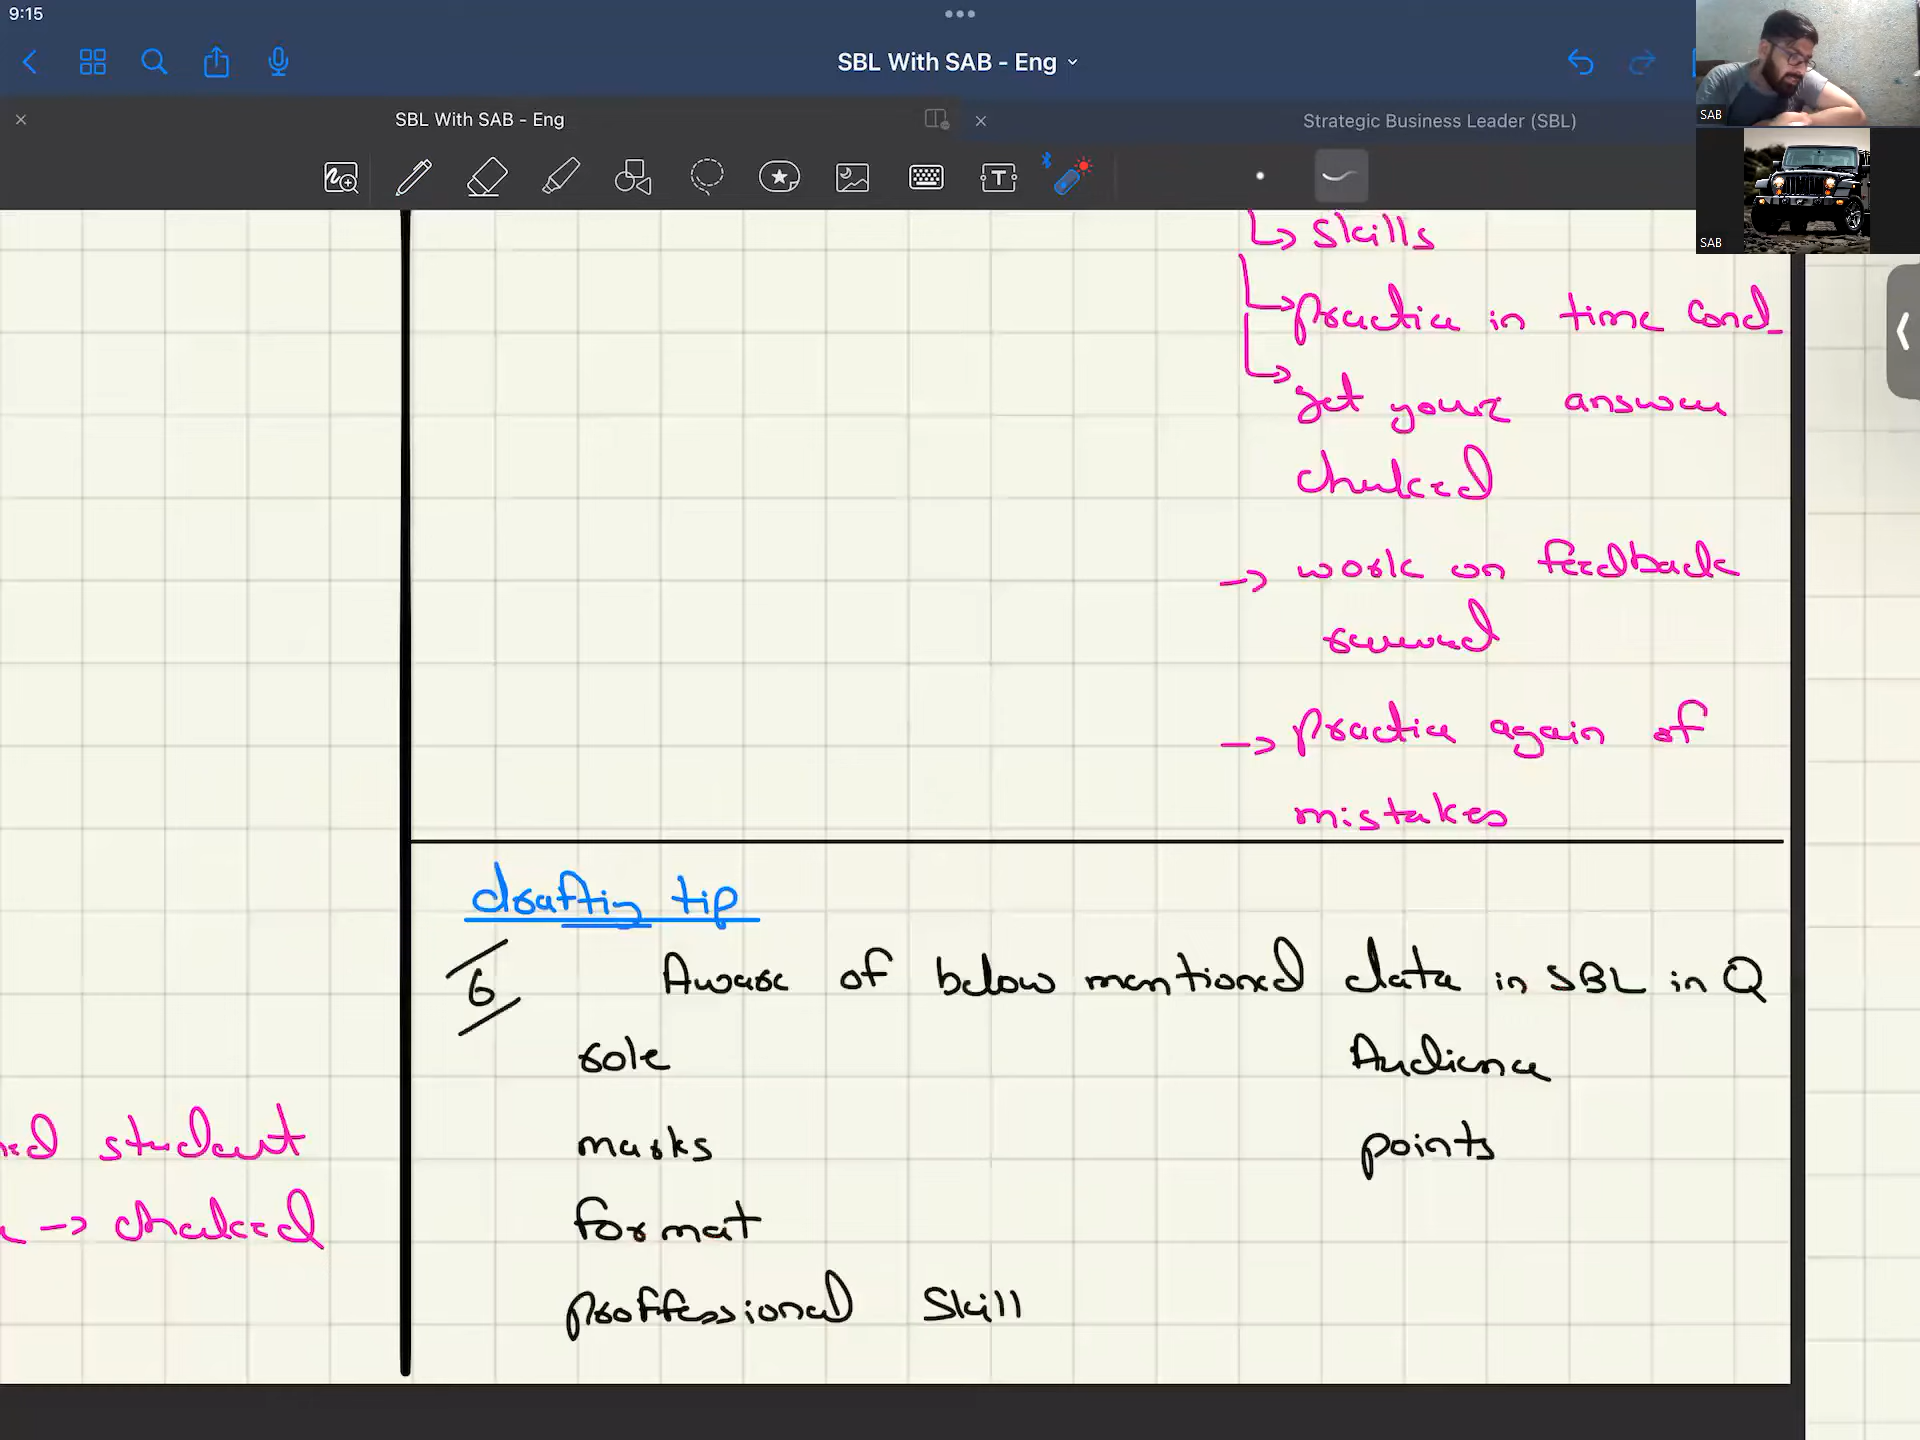 9:15
SBL With SAB - Eng
SAB
SBL With SAB - Eng
Strategic Business Leader (SBL)
T
SAB
skills
practice in time cond
get your answer
checked
work on feedback
received
practice again of
mistakes
drafting tip
6 Aware of below mentioned data in SBL in Q
role Audience
student
marks points
checked
format
proffessional skill